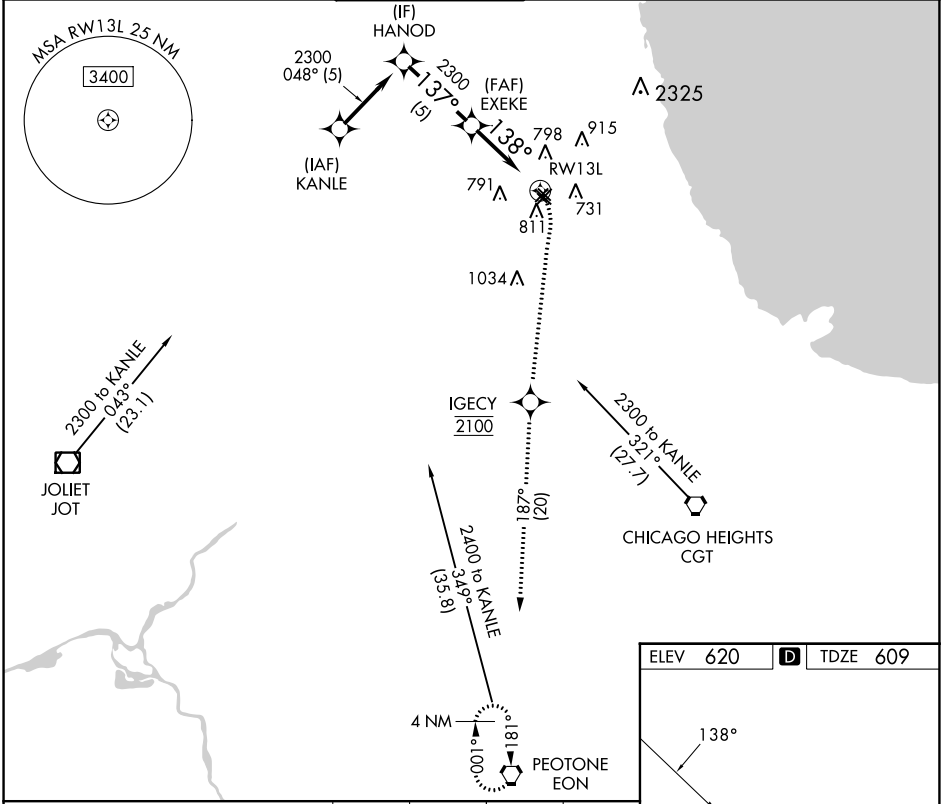 MSA RW13L 25 NM
3400
(IF)
HANOD
2300
048° (5)
2300
137°
(5)
(FAF)
EXEKE
138°
(IAF)
KANLE
2325
798
915
RW13L
791
731
811
1034
2300 to KANLE
043°
(23.1)
JOLIET
JOT
IGECY
2100
187°
(20)
2300 to KANLE
321°
(27.7)
CHICAGO HEIGHTS
CGT
2400 to KANLE
349°
(35.8)
4 NM
181°
001°
PEOTONE
EON
ELEV 620 D TDZE 609
138°